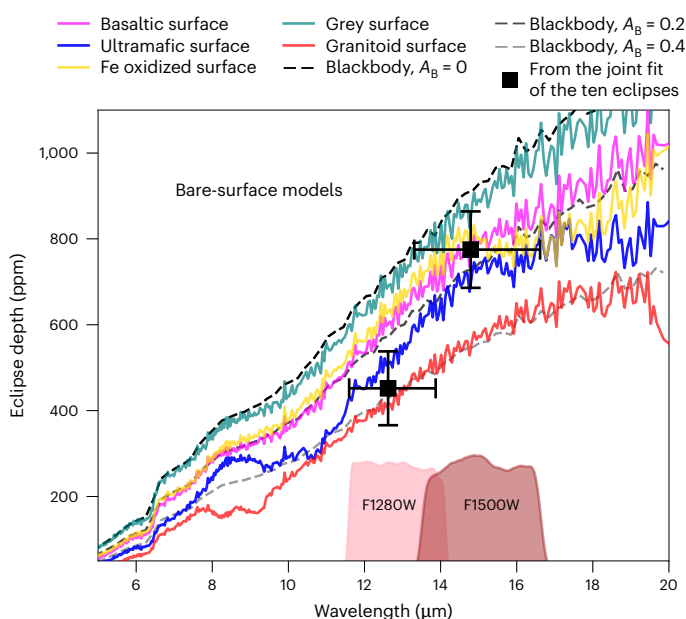 Basaltic surface
Ultramafic surface
Fe oxidized surface
Grey surface
Granitoid surface
Blackbody, A_B = 0
Blackbody, A_B = 0.2
Blackbody, A_B = 0.4
From the joint fit
of the ten eclipses
Bare-surface models
Eclipse depth (ppm)
1,000
800
600
400
200
F1280W
F1500W
6 8 10 12 14 16 18 20
Wavelength (μm)